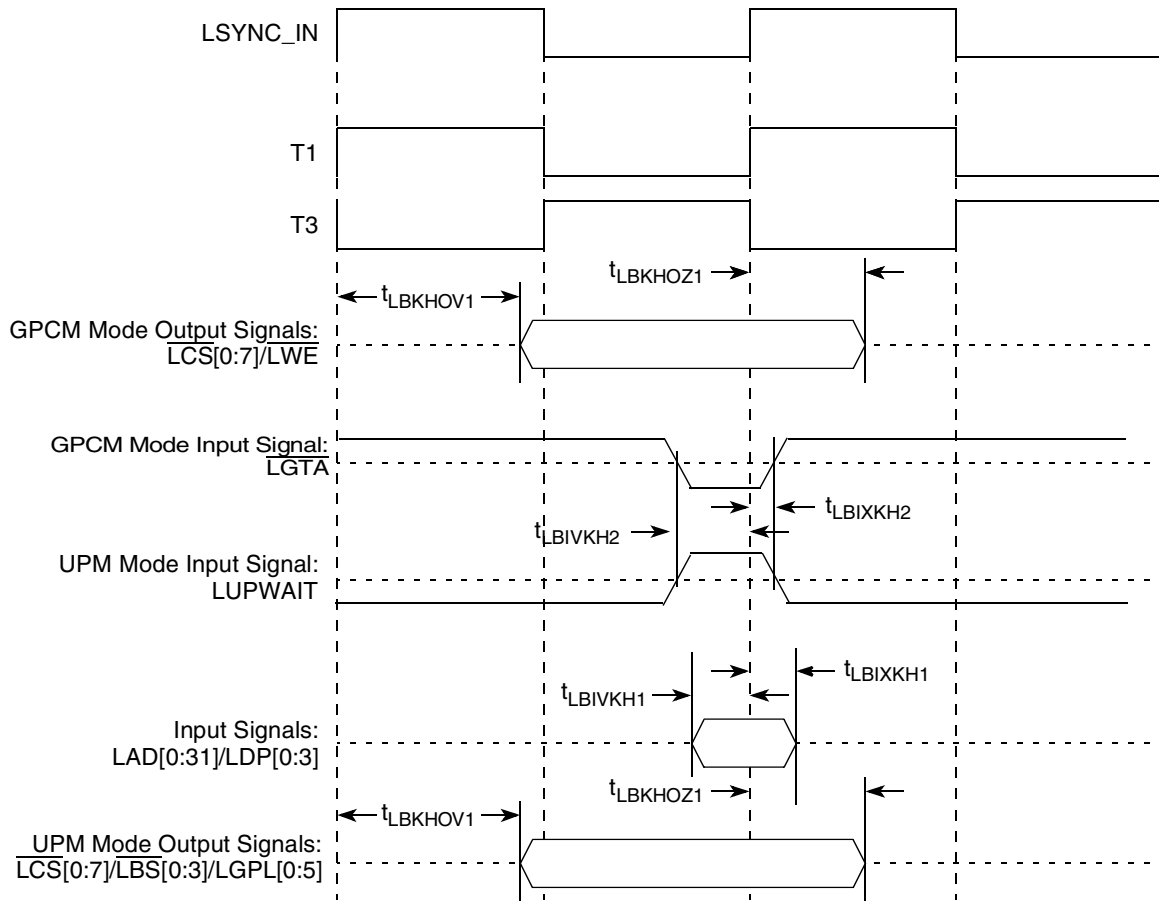 LSYNC_IN
T1
T3
tLBKHOZ1
tLBKHOV1
GPCM Mode Output Signals:
LCS[0:7]/LWE
GPCM Mode Input Signal:
LGTA
tLBIXKH2
tLBIVKH2
UPM Mode Input Signal:
LUPWAIT
tLBIXKH1
tLBIVKH1
Input Signals:
LAD[0:31]/LDP[0:3]
tLBKHOZ1
tLBKHOV1
UPM Mode Output Signals:
LCS[0:7]/LBS[0:3]/LGPL[0:5]